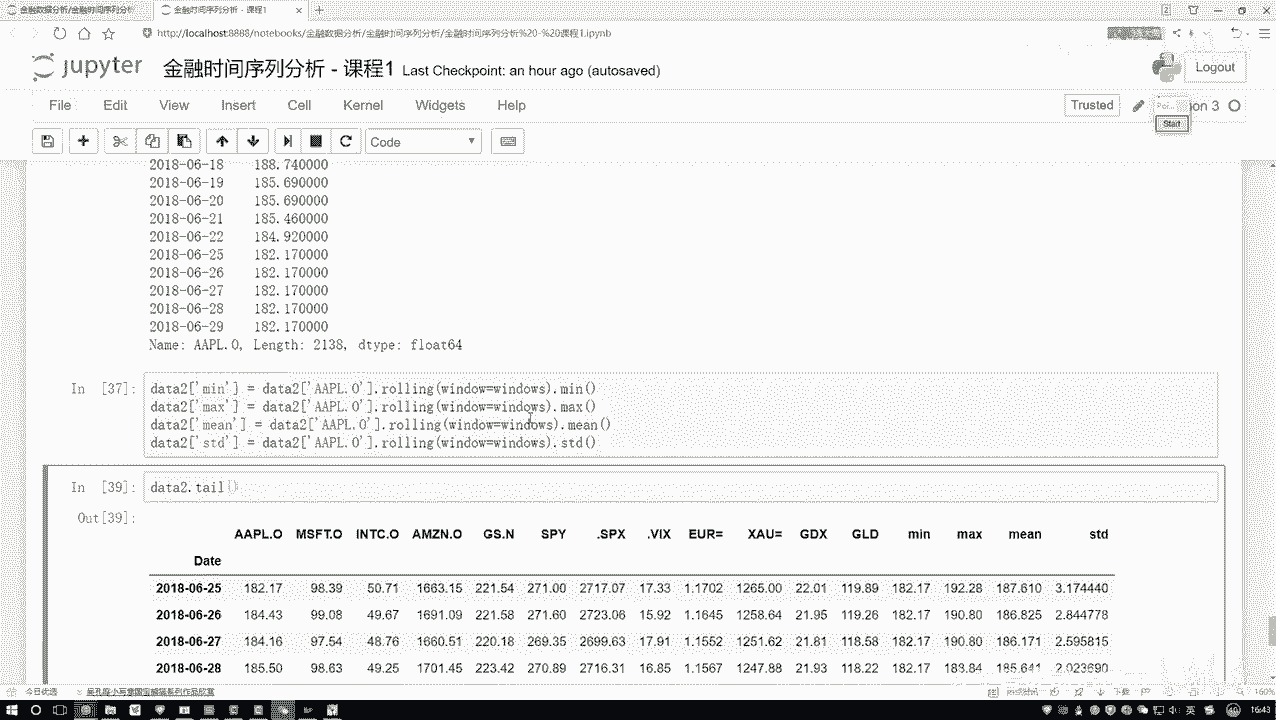 金融数据分析/金融时间序列分析 × 金融时间序列分析 - 课程1 × +
http://localhost:8888/notebooks/金融数据分析/金融时间序列分析/金融时间序列分析%20-%20课程1.ipynb
jupyter 金融时间序列分析 - 课程1 Last Checkpoint: an hour ago (autosaved) Logout
File Edit View Insert Cell Kernel Widgets Help Trusted on 3
Start
Code
2018-06-18 188.740000
2018-06-19 185.690000
2018-06-20 185.690000
2018-06-21 185.460000
2018-06-22 184.920000
2018-06-25 182.170000
2018-06-26 182.170000
2018-06-27 182.170000
2018-06-28 182.170000
2018-06-29 182.170000
Name: AAPL.O, Length: 2138, dtype: float64
In [37]: data2['min'] = data2['AAPL.O'].rolling(window=windows).min()
data2['max'] = data2['AAPL.O'].rolling(window=windows).max()
data2['mean'] = data2['AAPL.O'].rolling(window=windows).mean()
data2['std'] = data2['AAPL.O'].rolling(window=windows).std()
In [39]: data2.tail()
Out[39]:
AAPL.O MSFT.O INTC.O AMZN.O GS.N SPY .SPX .VIX EUR= XAU= GDX GLD min max mean std
Date
2018-06-25 182.17 98.39 50.71 1663.15 221.54 271.00 2717.07 17.33 1.1702 1265.00 22.01 119.89 182.17 192.28 187.610 3.174440
2018-06-26 184.43 99.08 49.67 1691.09 221.58 271.60 2723.06 15.92 1.1645 1258.64 21.95 119.26 182.17 190.80 186.825 2.844778
2018-06-27 184.16 97.54 48.76 1660.51 220.18 269.35 2699.63 17.91 1.1552 1251.62 21.81 118.58 182.17 190.80 186.171 2.595815
2018-06-28 185.50 98.63 49.25 1701.45 223.42 270.89 2716.31 16.85 1.1567 1247.88 21.93 118.22 182.17 188.84 185.641 2.023690
今日优选 下载 160%
英 16:43